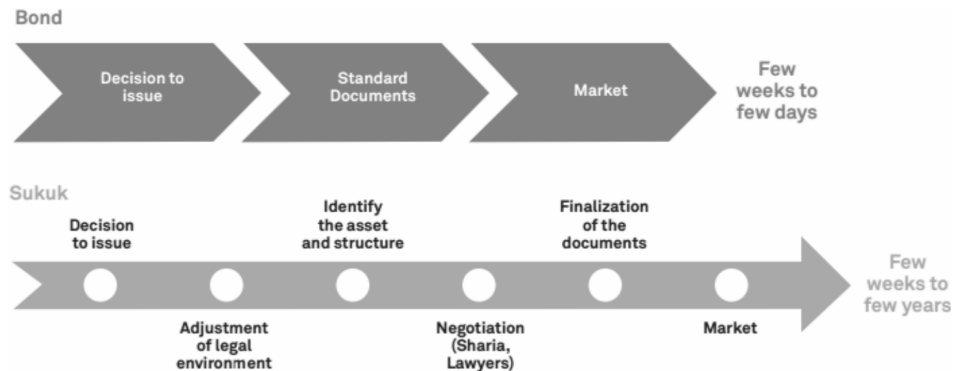 Bond
Decision to
issue
Standard
Documents
Market
Few
weeks to
few days
Sukuk
Decision
to issue
Adjustment
of legal
environment
Identify
the asset
and structure
Negotiation
(Sharia,
Lawyers)
Finalization
of the
documents
Market
Few
weeks to
few years